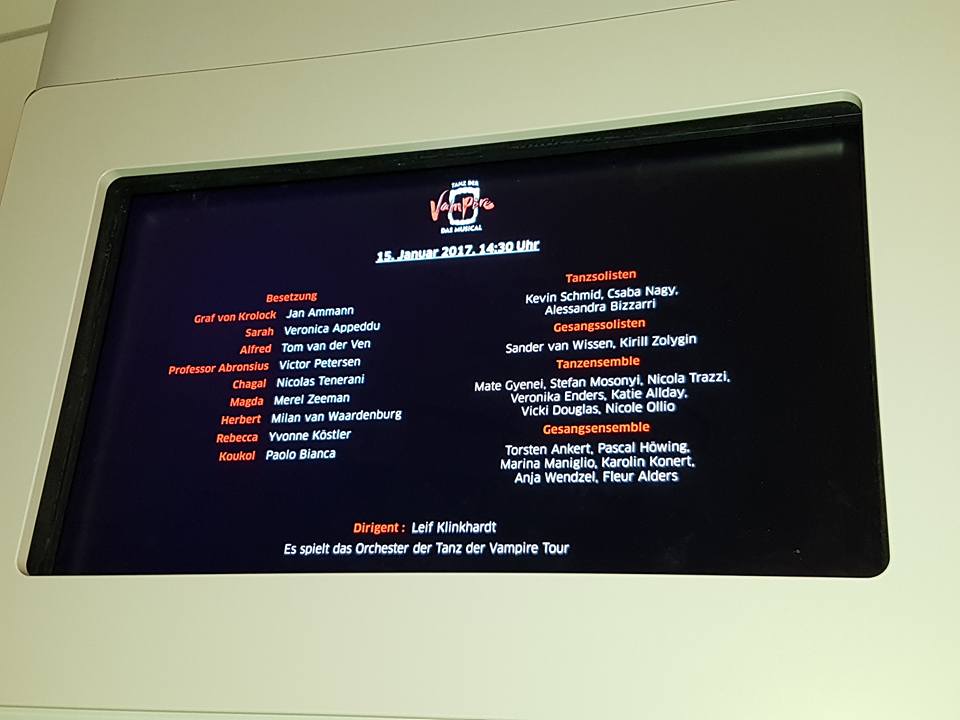 TANZ DER
Vampire
DAS MUSICAL
15. Januar 2017, 14:30 Uhr
Besetzung
Graf von Krolock Jan Ammann
Sarah Veronica Appeddu
Alfred Tom van der Ven
Professor Abronsius Victor Petersen
Chagal Nicolas Tenerani
Magda Merel Zeeman
Herbert Milan van Waardenburg
Rebecca Yvonne Köstler
Koukol Paolo Bianca
Tanzsolisten
Kevin Schmid, Csaba Nagy,
Alessandra Bizzarri
Gesangssolisten
Sander van Wissen, Kirill Zolygin
Tanzensemble
Mate Gyenei, Stefan Mosonyi, Nicola Trazzi,
Veronika Enders, Katie Allday,
Vicki Douglas, Nicole Ollio
Gesangsensemble
Torsten Ankert, Pascal Höwing,
Marina Maniglio, Karolin Konert,
Anja Wendzel, Fleur Alders
Dirigent : Leif Klinkhardt
Es spielt das Orchester der Tanz der Vampire Tour